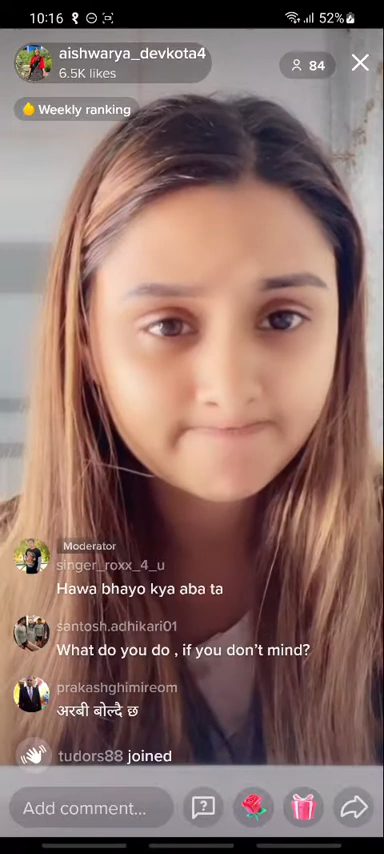 10:16
52%
aishwarya_devkota4
6.5K likes
84
Weekly ranking
Moderator
singer_roxx_4_u
Hawa bhayo kya aba ta
santosh.adhikari01
What do you do , if you don't mind?
prakashghimireom
अरबी बोल्दै छ
tudors88 joined
Add comment...